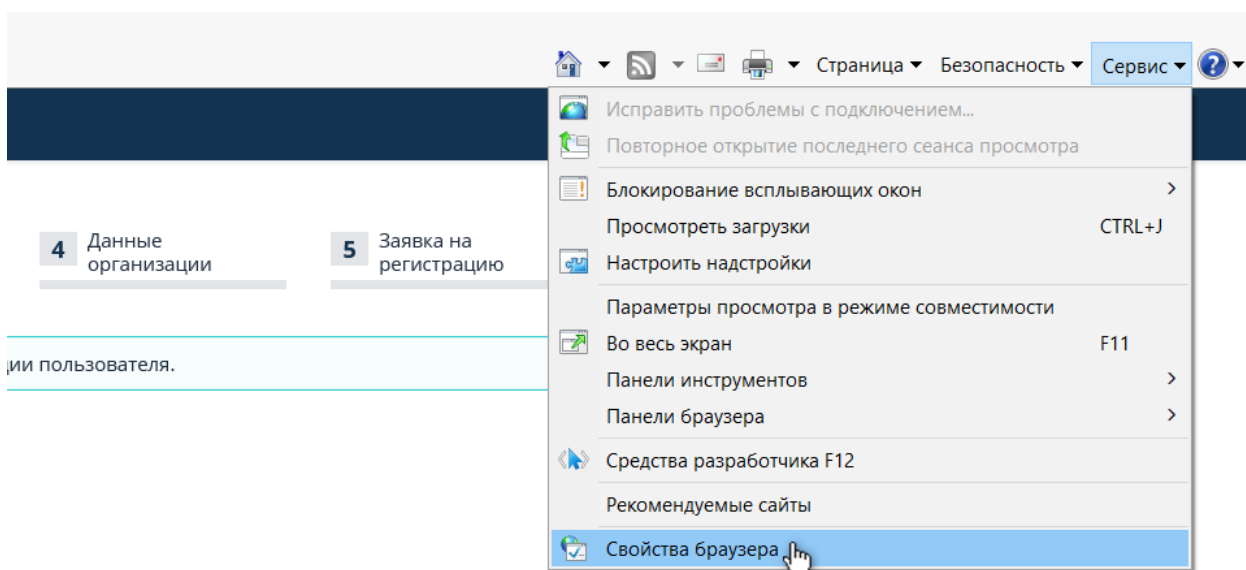 Страница Безопасность Сервис
Исправить проблемы с подключением...
Повторное открытие последнего сеанса просмотра
Блокирование всплывающих окон
Просмотреть загрузки CTRL+J
Настроить надстройки
Параметры просмотра в режиме совместимости
Во весь экран F11
Панели инструментов
Панели браузера
Средства разработчика F12
Рекомендуемые сайты
Свойства браузера
4 Данные
организации
5 Заявка на
регистрацию
ии пользователя.